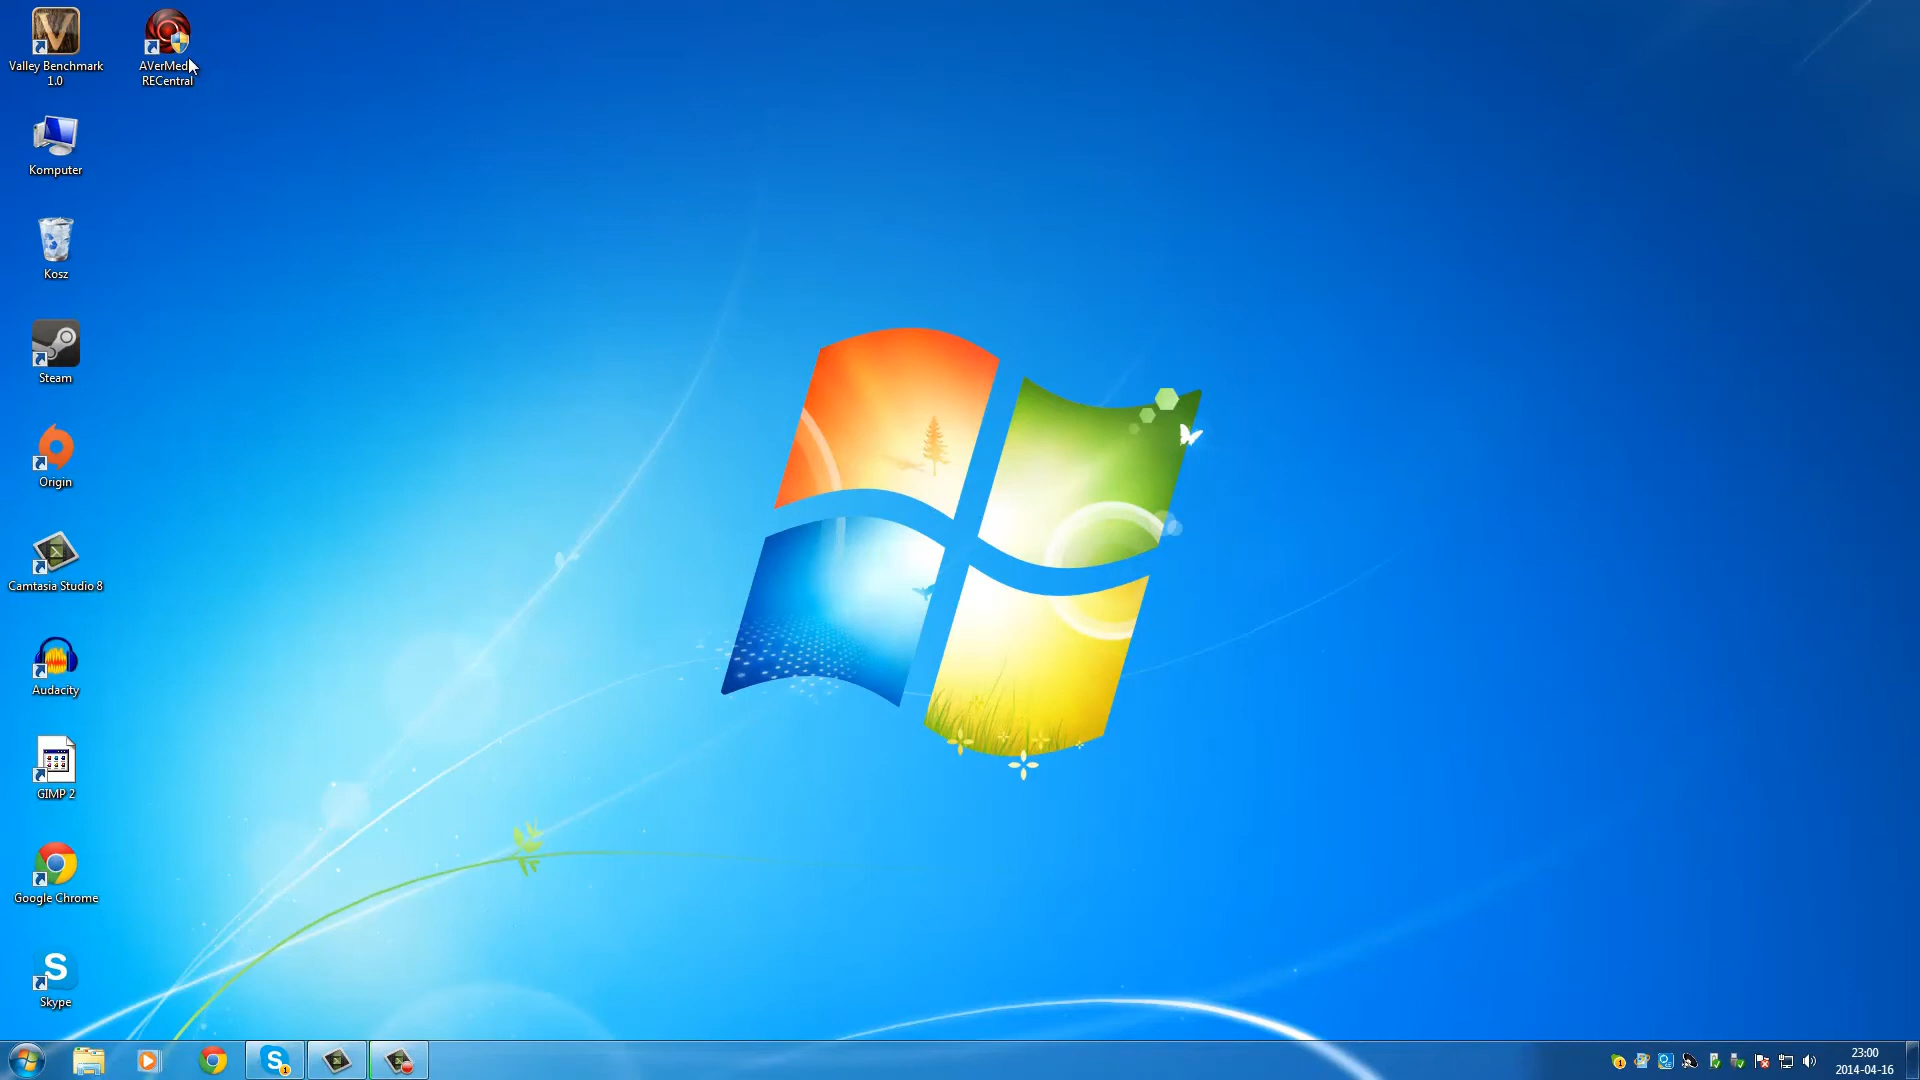 Valley Benchmark
1.0
AVerMedi
RECentral
Komputer
Kosz
Steam
Origin
Camtasia Studio 8
Audacity
GIMP 2
Google Chrome
Skype
23:00
2014-04-16